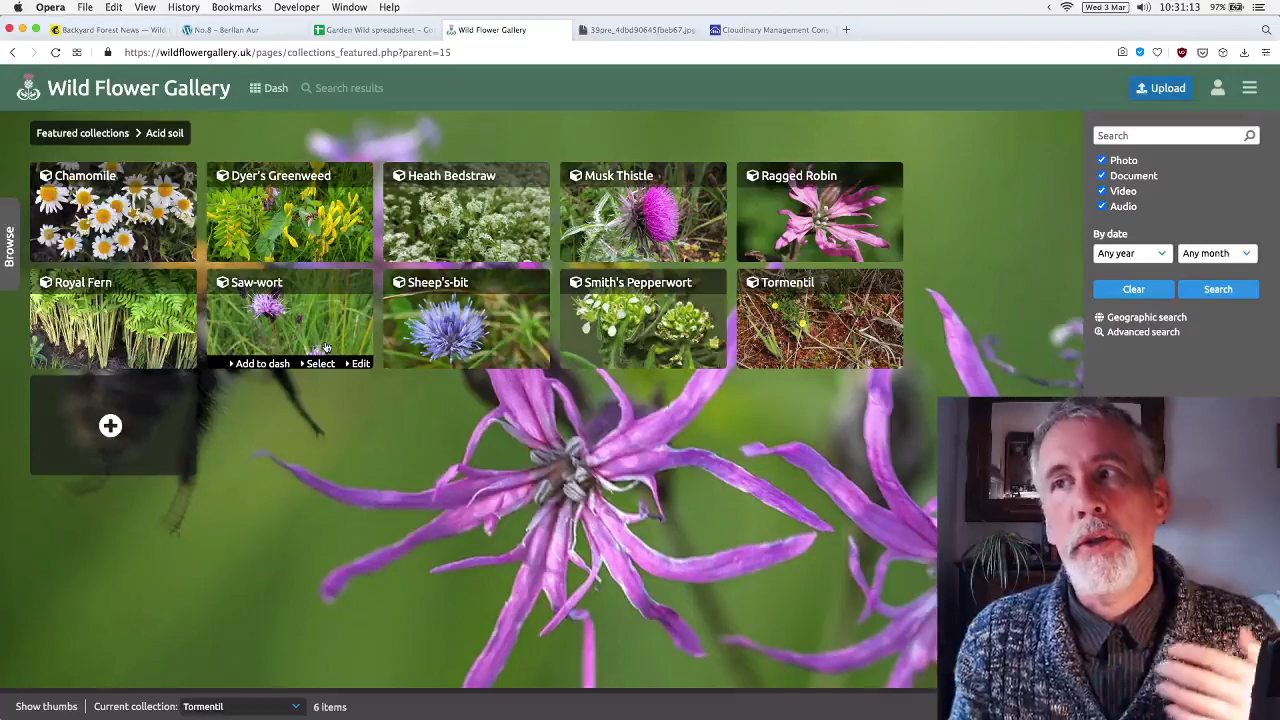 Opera File Edit View History Bookmarks Developer Window Help
Wed 3 Mar 10:31:13 97%
Backyard Forest News — Wild No.8 – Berllan Aur Garden Wild spreadsheet – Go Wild Flower Gallery 39pre_4dbd90645fbeb67.jpg Cloudinary Management Con
https://wildflowergallery.uk/pages/collections_featured.php?parent=15
Wild Flower Gallery Dash Search results Upload
Featured collections > Acid soil
Browse
Chamomile Dyer's Greenweed Heath Bedstraw Musk Thistle Ragged Robin
Royal Fern Saw-wort Sheep's-bit Smith's Pepperwort Tormentil
Add to dash Select Edit
Search
Photo
Document
Video
Audio
By date
Any year Any month
Clear Search
Geographic search
Advanced search
Show thumbs Current collection: Tormentil 6 items